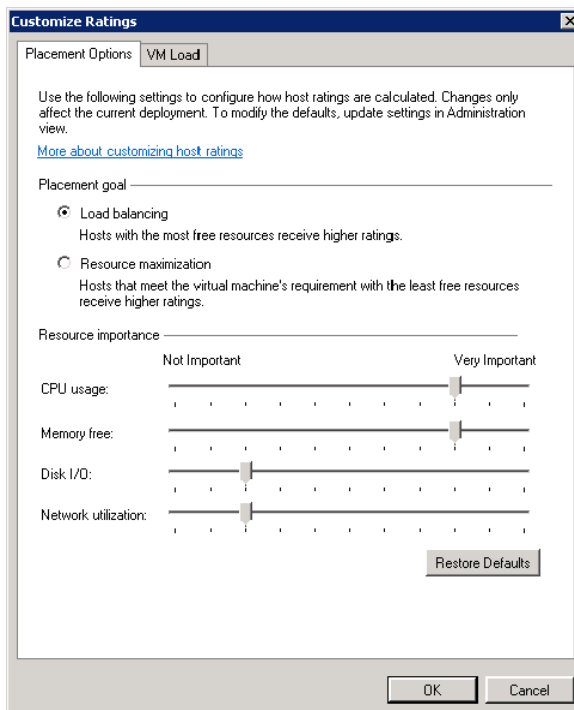 Customize Ratings
Placement Options
VM Load
Use the following settings to configure how host ratings are calculated. Changes only
affect the current deployment. To modify the defaults, update settings in Administration
view.
More about customizing host ratings
Placement goal
Load balancing
Hosts with the most free resources receive higher ratings.
Resource maximization
Hosts that meet the virtual machine's requirement with the least free resources
receive higher ratings.
Resource importance
Not Important Very Important
CPU usage:
Memory free:
Disk I/O:
Network utilization:
Restore Defaults
OK Cancel